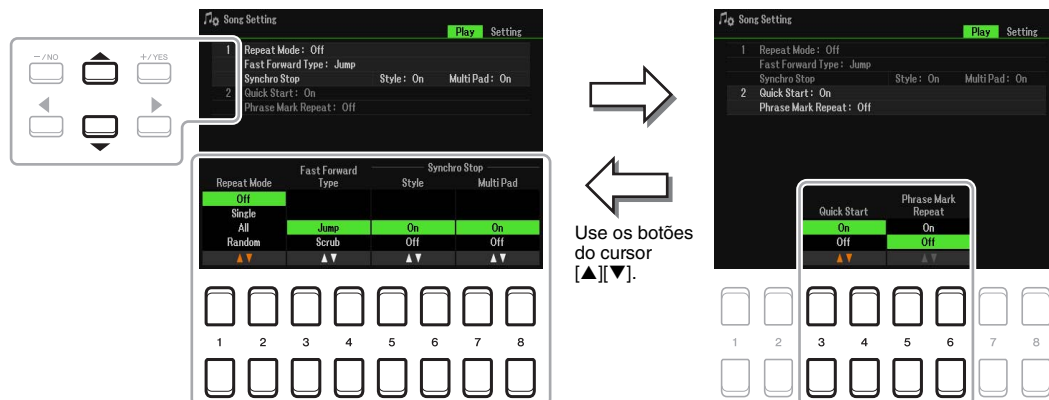 Song Setting
Play Setting
1 Repeat Mode: Off
Fast Forward Type: Jump
Synchro Stop Style: On Multi Pad: On
2 Quick Start: On
Phrase Mark Repeat: Off
-/NO +/YES
Synchro Stop
Repeat Mode Fast Forward Type Style Multi Pad
Off
Single
All Jump On On
Random Scrub Off Off
1 2 3 4 5 6 7 8
Use os botões
do cursor
[▲][▼].
Song Setting
Play Setting
1 Repeat Mode: Off
Fast Forward Type: Jump
Synchro Stop Style: On Multi Pad: On
2 Quick Start: On
Phrase Mark Repeat: Off
Quick Start Phrase Mark Repeat
On On
Off Off
1 2 3 4 5 6 7 8